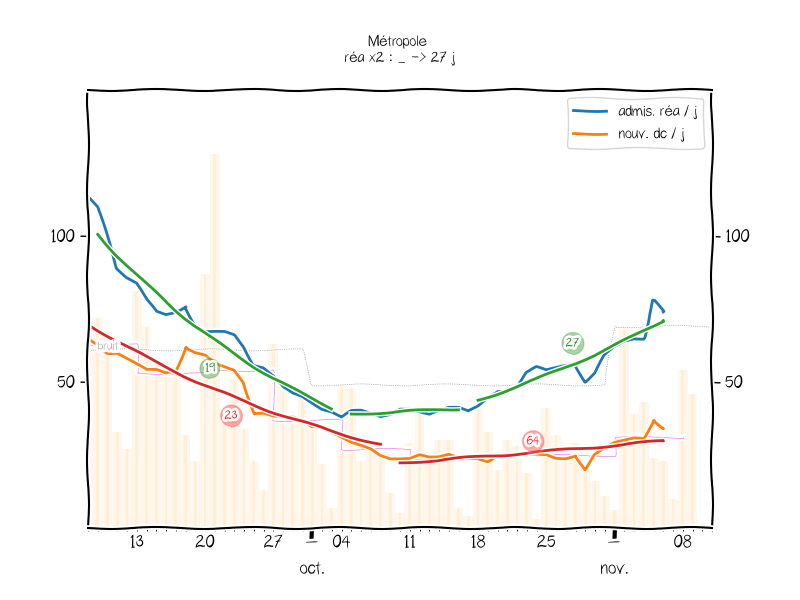 Métropole
réa x2 : _ -> 27 j
admis. réa / j
nouv. dc / j
100
100
50
50
bruit
19
23
27
64
13
20
27
04
11
18
25
08
oct.
nov.